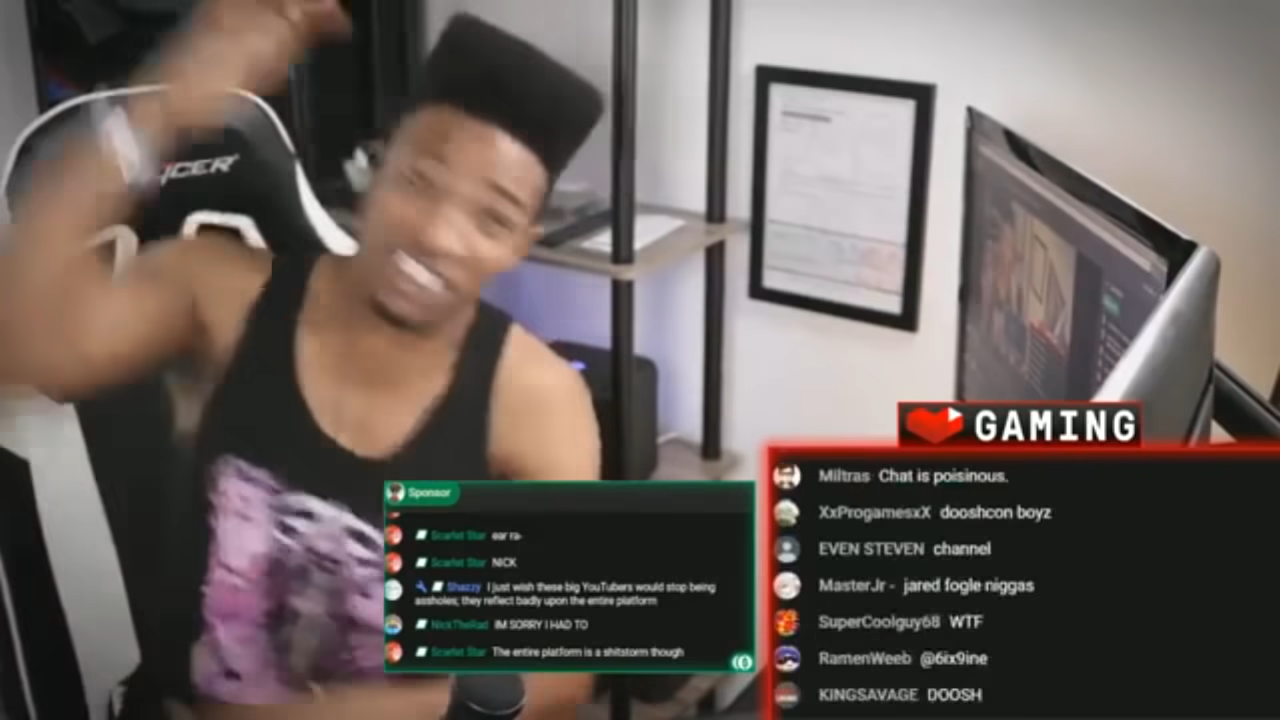 GAMING
Sponsor
Scarlet Star ear ra-
Scarlet Star NICK
Shazzy I just wish these big YouTubers would stop being
assholes; they reflect badly upon the entire platform
NickTheRad IM SORRY I HAD TO
Scarlet Star The entire platform is a shitstorm though
Miltras Chat is poisinous.
XxProgamesxX dooshcon boyz
EVEN STEVEN channel
MasterJr - jared fogle niggas
SuperCoolguy68 WTF
RamenWeeb @6ix9ine
KINGSAVAGE DOOSH